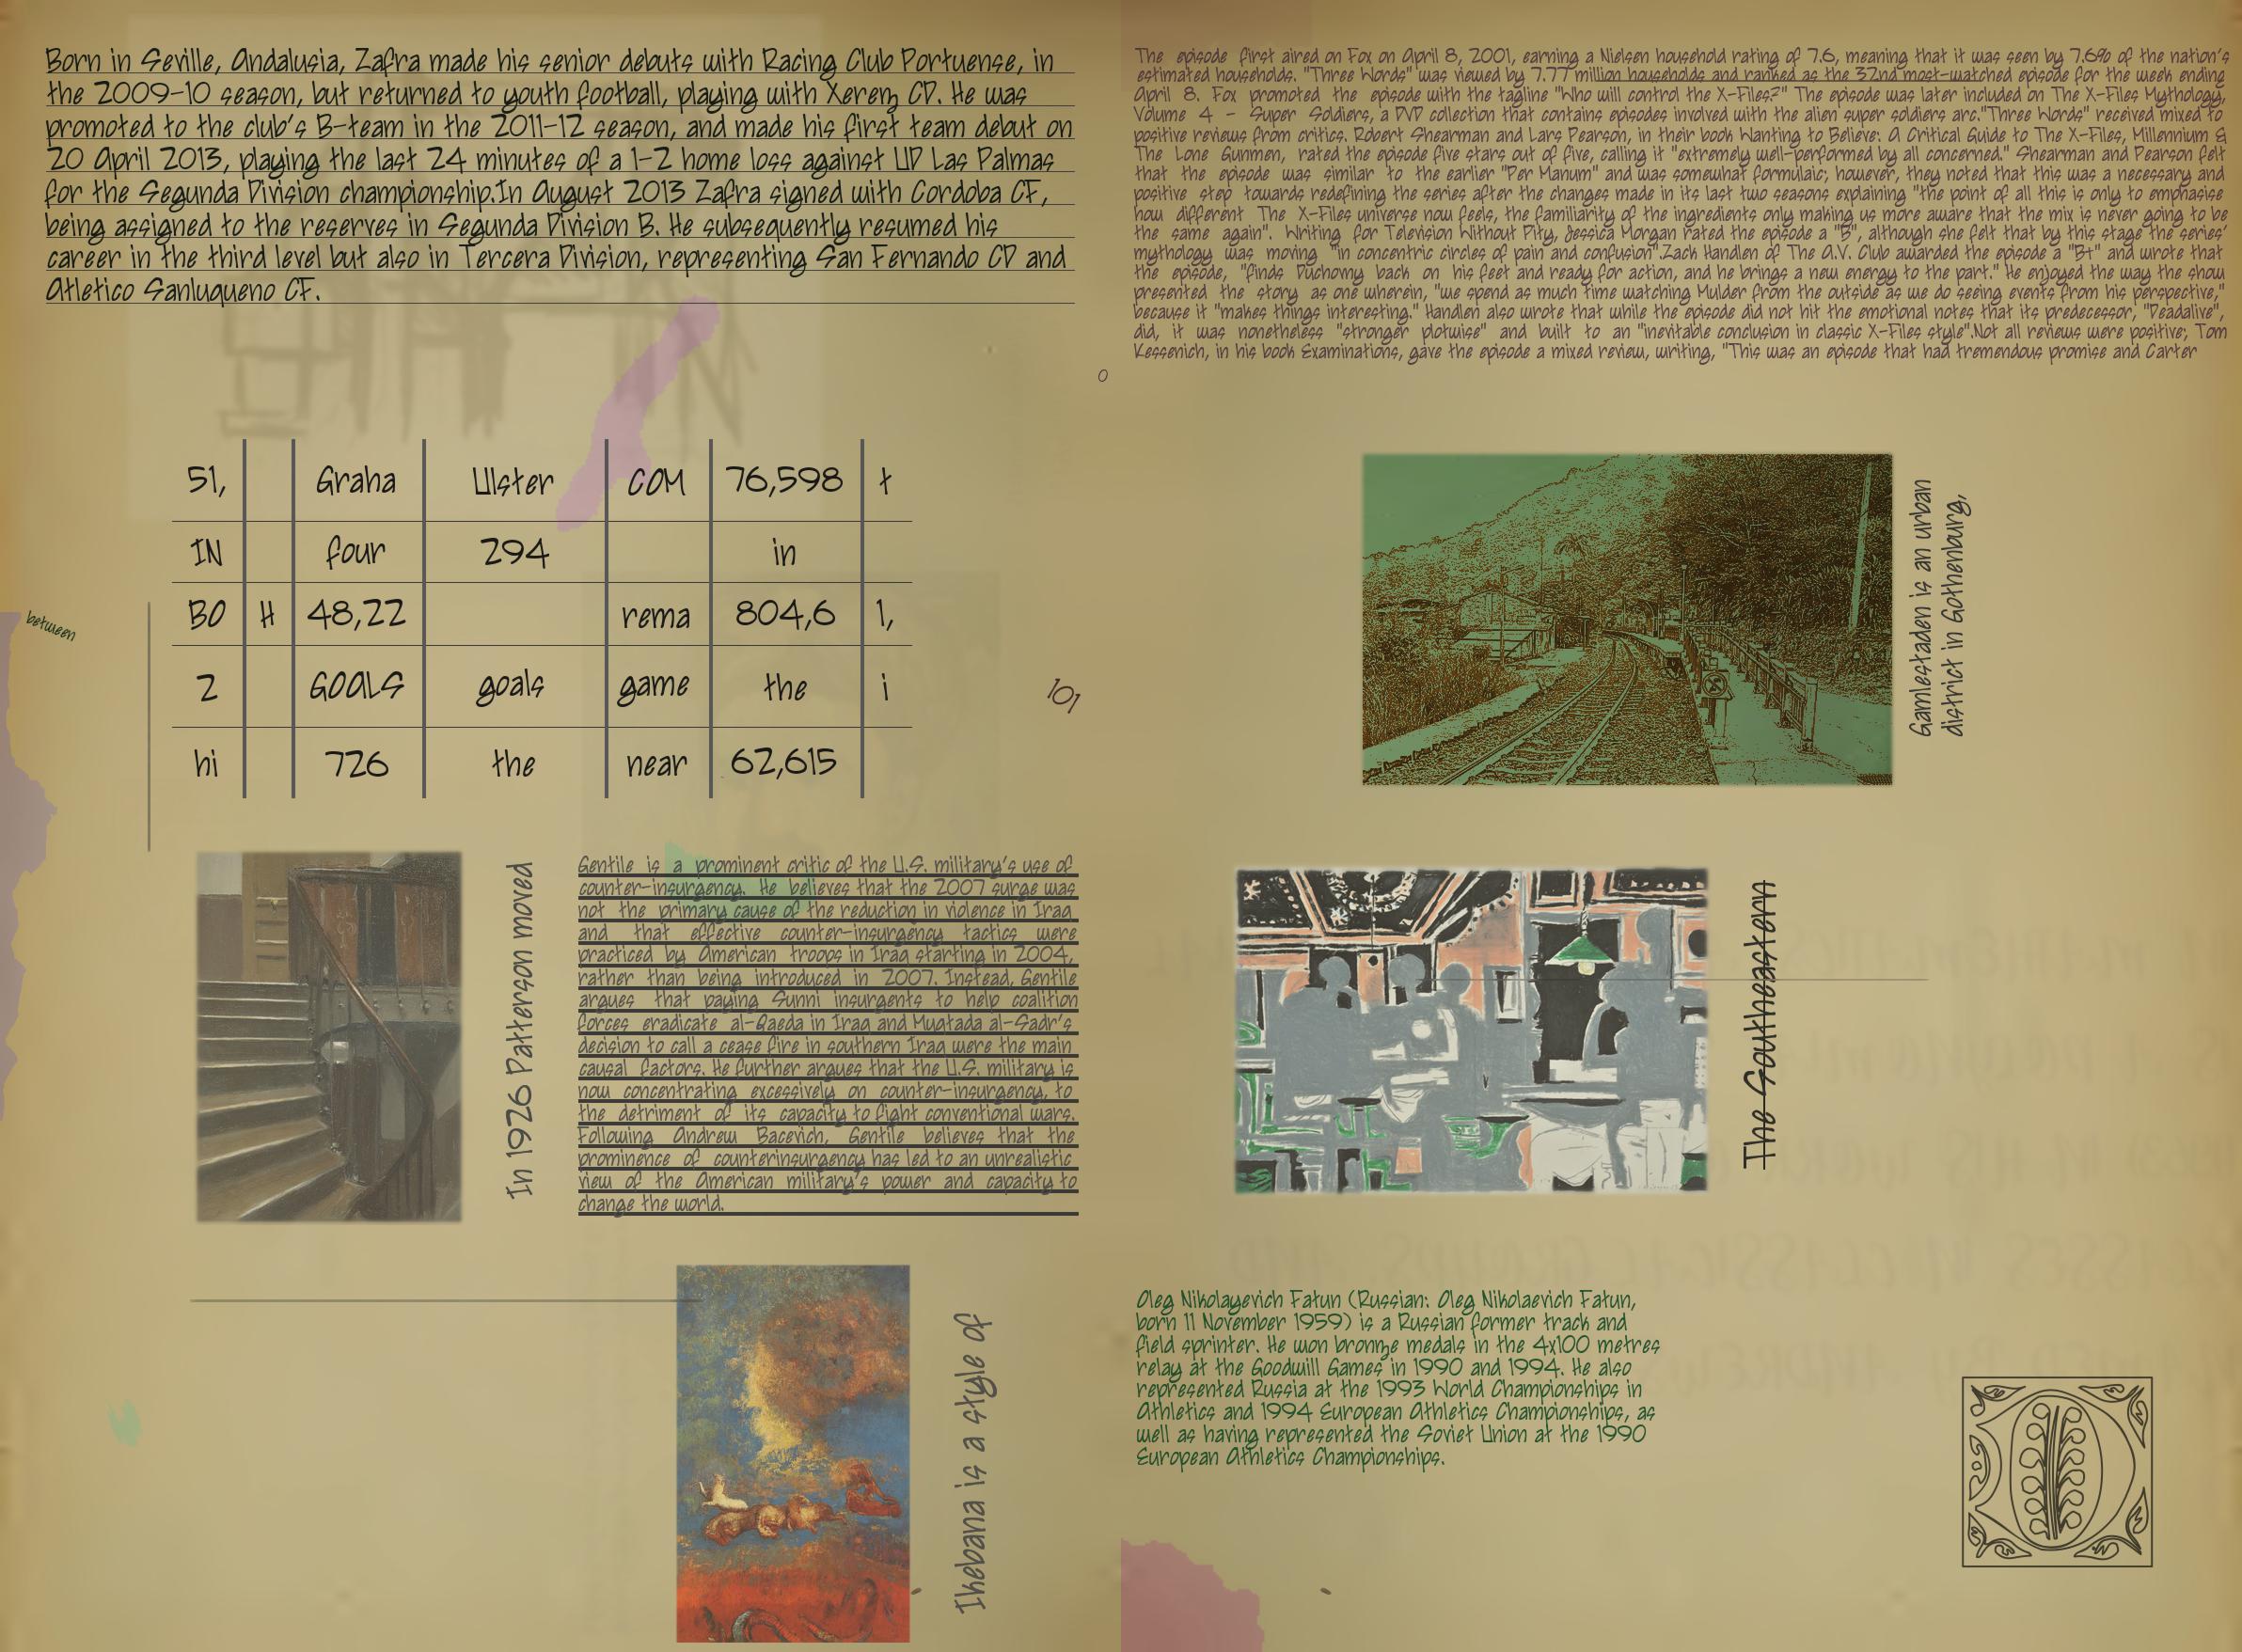 Born in Seville, Andalusia, Zafra made his senior debuts with Racing Club Portuense, in
the 2009-10 season, but returned to youth football, playing with Xerez CD. He was
promoted to the club's B-team in the 2011-12 season, and made his first team debut on
20 April 2013, playing the last 24 minutes of a 1-2 home loss against UD Las Palmas
for the Segunda Division championship.In August 2013 Zafra signed with Cordoba CF,
being assigned to the reserves in Segunda Division B. He subsequently resumed his
career in the third level but also in Tercera Division, representing San Fernando CD and
Atletico Sanluqueno CF.
51, Graha Ulster COM 76,598 t
IN four 294 in
BO H 48,22 rema 804,6 1,
2 GOALS goals game the i
hi 726 the near 62,615
between
101
In 1926 Patterson moved
Gentile is a prominent critic of the U.S. military's use of
counter-insurgency. He believes that the 2007 surge was
not the primary cause of the reduction in violence in Iraq
and that effective counter-insurgency tactics were
practiced by American troops in Iraq starting in 2004,
rather than being introduced in 2007. Instead, Gentile
argues that paying Sunni insurgents to help coalition
forces eradicate al-Qaeda in Iraq and Muqtada al-Sadr's
decision to call a cease fire in southern Iraq were the main
causal factors. He further argues that the U.S. military is
now concentrating excessively on counter-insurgency, to
the detriment of its capacity to fight conventional wars.
Following Andrew Bacevich, Gentile believes that the
prominence of counterinsurgency has led to an unrealistic
view of the American military's power and capacity to
change the world.
Ikebana is a style of
The episode first aired on Fox on April 8, 2001, earning a Nielsen household rating of 7.6, meaning that it was seen by 7.6% of the nation's
estimated households. "Three Words" was viewed by 7.77 million households and ranked as the 32nd most-watched episode for the week ending
April 8. Fox promoted the episode with the tagline "Who will control the X-Files?" The episode was later included on The X-Files Mythology,
Volume 4 - Super Soldiers, a DVD collection that contains episodes involved with the alien super soldiers arc."Three Words" received mixed to
positive reviews from critics. Robert Shearman and Lars Pearson, in their book Wanting to Believe: A Critical Guide to The X-Files, Millennium &
The Lone Gunmen, rated the episode five stars out of five, calling it "extremely well-performed by all concerned." Shearman and Pearson felt
that the episode was similar to the earlier "Per Manum" and was somewhat formulaic; however, they noted that this was a necessary and
positive step towards redefining the series after the changes made in its last two seasons explaining "the point of all this is only to emphasise
how different The X-Files universe now feels, the familiarity of the ingredients only making us more aware that the mix is never going to be
the same again". Writing for Television Without Pity, Jessica Morgan rated the episode a "B", although she felt that by this stage the series'
mythology was moving "in concentric circles of pain and confusion".Zack Handlen of The A.V. Club awarded the episode a "B+" and wrote that
the episode, "finds Duchovny back on his feet and ready for action, and he brings a new energy to the part." He enjoyed the way the show
presented the story as one wherein, "we spend as much time watching Mulder from the outside as we do seeing events from his perspective,"
because it "makes things interesting." Handlen also wrote that while the episode did not hit the emotional notes that its predecessor, "Deadalive",
did, it was nonetheless "stronger plotwise" and built to an "inevitable conclusion in classic X-Files style".Not all reviews were positive; Tom
Kessenich, in his book Examinations, gave the episode a mixed review, writing, "This was an episode that had tremendous promise and Carter
0
Gamlestaden is an urban
district in Gothenburg,
The Southeastern
Oleg Nikolayevich Fatun (Russian: Oleg Nikolaevich Fatun,
born 11 November 1959) is a Russian former track and
field sprinter. He won bronze medals in the 4x100 metres
relay at the Goodwill Games in 1990 and 1994. He also
represented Russia at the 1993 World Championships in
Athletics and 1994 European Athletics Championships, as
well as having represented the Soviet Union at the 1990
European Athletics Championships.